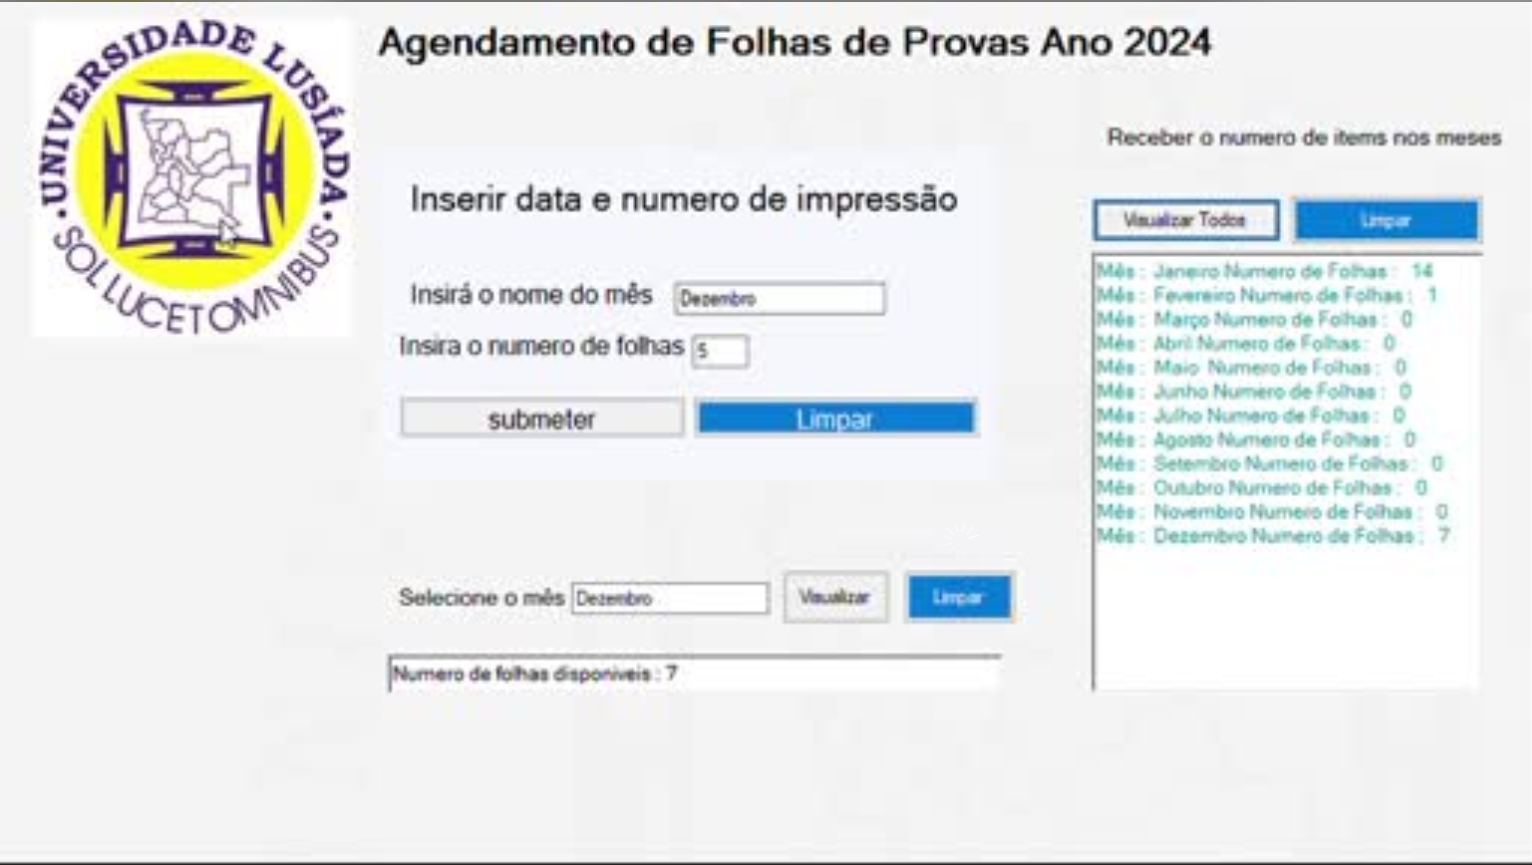 UNIVERSIDADE LUSÍADA
SOL LUCET OMNIBUS
Agendamento de Folhas de Provas Ano 2024
Inserir data e numero de impressão
Insirá o nome do mês
Dezembro
Insira o numero de folhas
5
submeter
Limpar
Selecione o mês
Dezembro
Visualizar
Limpar
Numero de folhas disponiveis : 7
Receber o numero de items nos meses
Visualizar Todos
Limpar
Mês : Janeiro Numero de Folhas : 14
Mês : Fevereiro Numero de Folhas : 1
Mês : Março Numero de Folhas : 0
Mês : Abril Numero de Folhas : 0
Mês : Maio Numero de Folhas : 0
Mês : Junho Numero de Folhas : 0
Mês : Julho Numero de Folhas : 0
Mês : Agosto Numero de Folhas : 0
Mês : Setembro Numero de Folhas : 0
Mês : Outubro Numero de Folhas : 0
Mês : Novembro Numero de Folhas : 0
Mês : Dezembro Numero de Folhas : 7